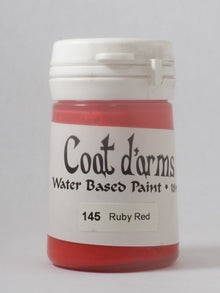 Coat d'arms
Water Based Paint •
145 Ruby Red